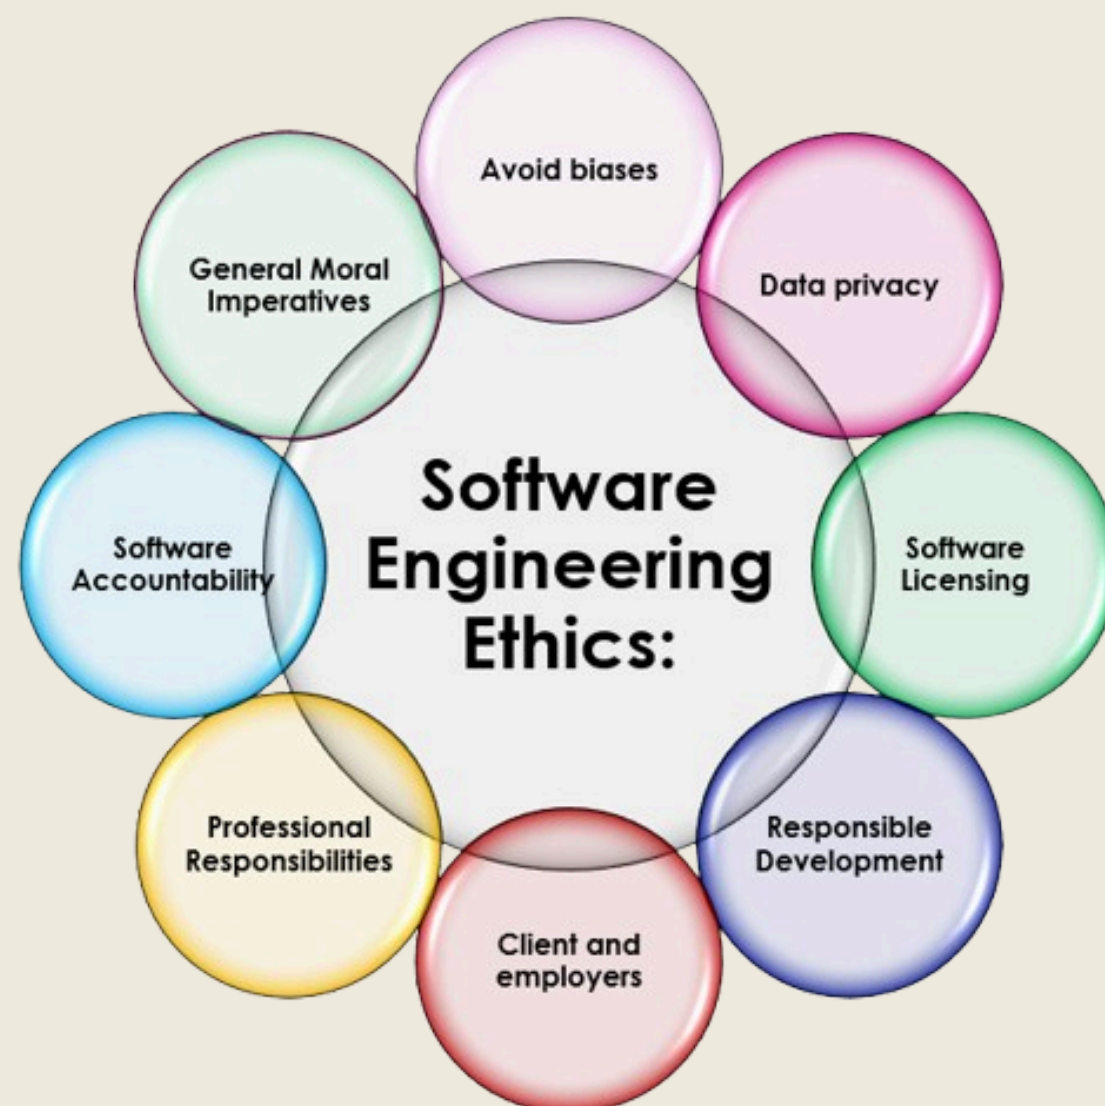 Software
Engineering
Ethics:
Avoid biases
Data privacy
Software
Licensing
Responsible
Development
Client and
employers
Professional
Responsibilities
Software
Accountability
General Moral
Imperatives